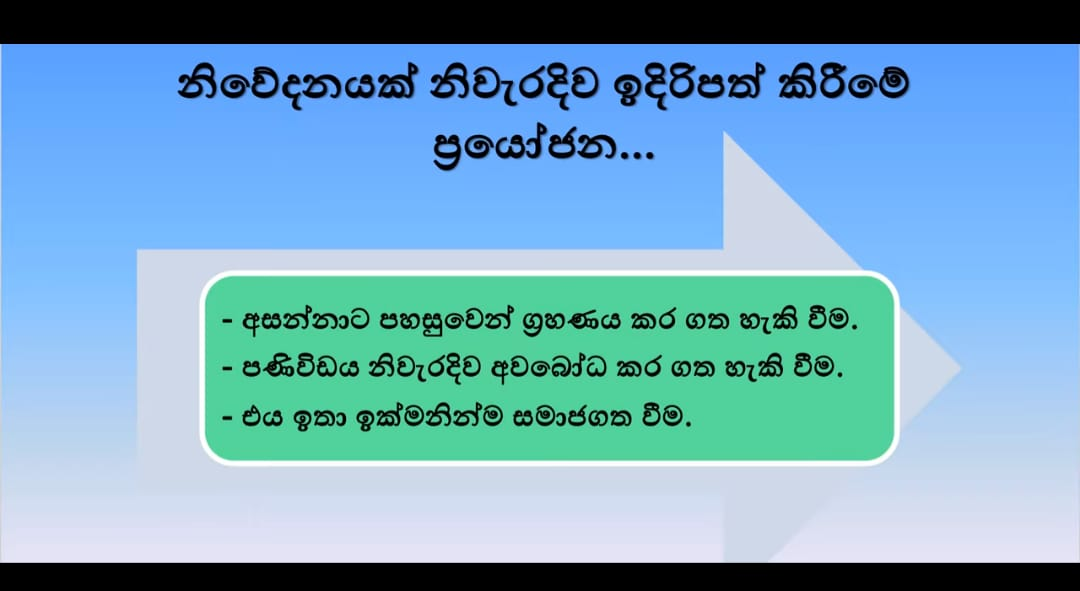 නිවේදනයක් නිවැරදිව ඉදිරිපත් කිරීමේ
ප්‍රයෝජන...
- අසන්නාට පහසුවෙන් ග්‍රහණය කර ගත හැකි වීම.
- පණිවිඩය නිවැරදිව අවබෝධ කර ගත හැකි වීම.
- එය ඉතා ඉක්මනින්ම සමාජගත වීම.